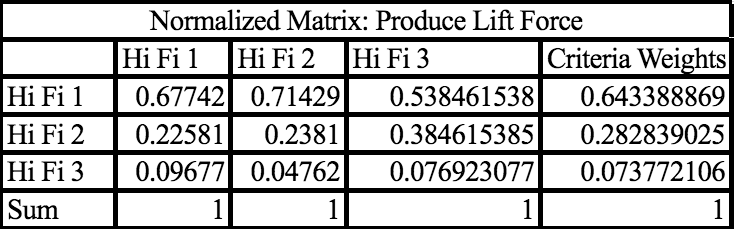 Normalized Matrix: Produce Lift Force
Hi Fi 1 Hi Fi 2 Hi Fi 3 Criteria Weights
Hi Fi 1 0.67742 0.71429 0.538461538 0.643388869
Hi Fi 2 0.22581 0.2381 0.384615385 0.282839025
Hi Fi 3 0.09677 0.04762 0.076923077 0.073772106
Sum 1 1 1 1